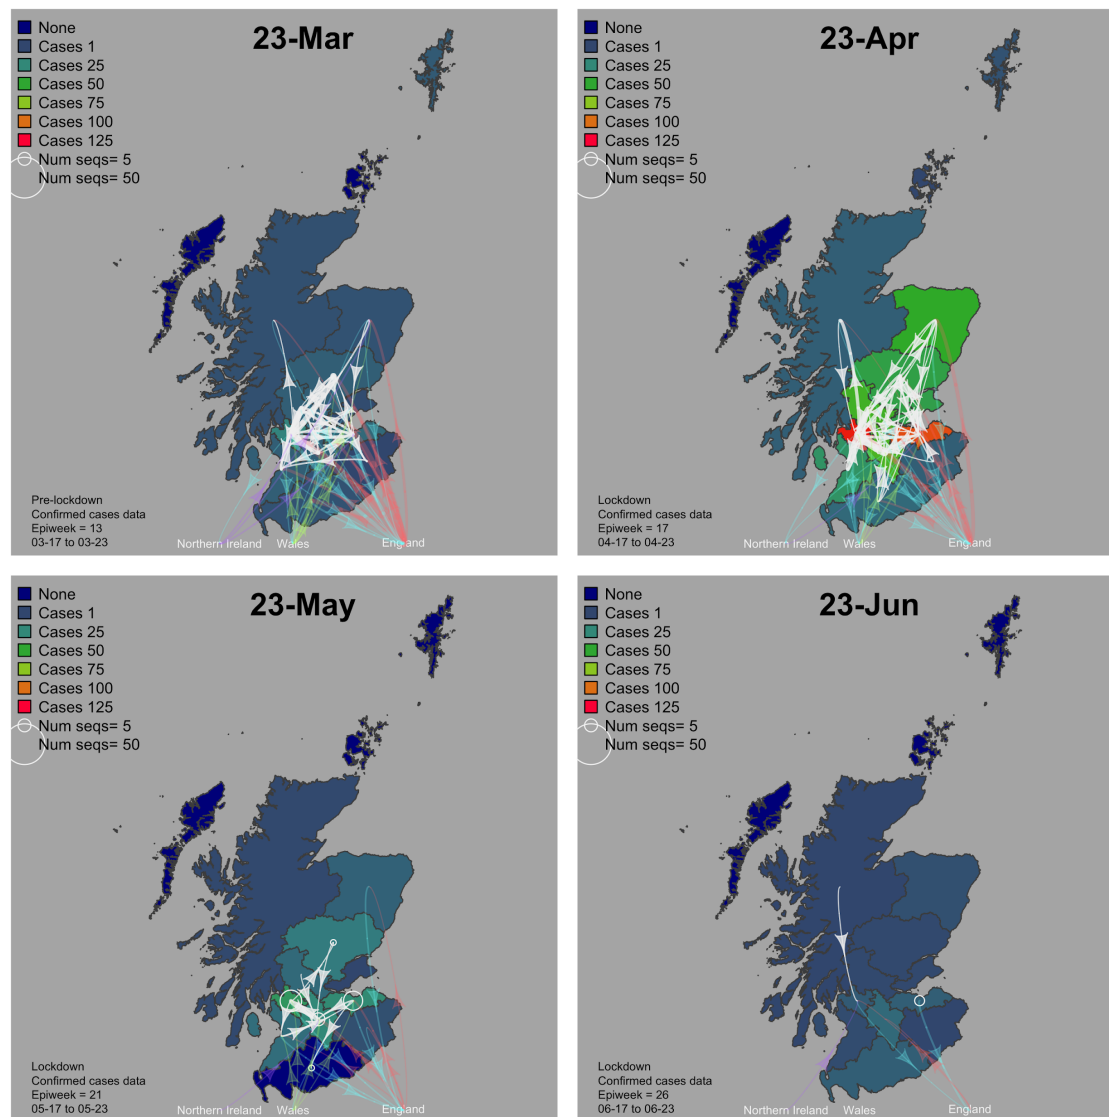 23-Mar
None
Cases 1
Cases 25
Cases 50
Cases 75
Cases 100
Cases 125
Num seqs= 5
Num seqs= 50
Pre-lockdown
Confirmed cases data
Epiweek = 13
03-17 to 03-23
Northern Ireland Wales England
23-Apr
None
Cases 1
Cases 25
Cases 50
Cases 75
Cases 100
Cases 125
Num seqs= 5
Num seqs= 50
Lockdown
Confirmed cases data
Epiweek = 17
04-17 to 04-23
Northern Ireland Wales England
23-May
None
Cases 1
Cases 25
Cases 50
Cases 75
Cases 100
Cases 125
Num seqs= 5
Num seqs= 50
Lockdown
Confirmed cases data
Epiweek = 21
05-17 to 05-23
Northern Ireland Wales England
23-Jun
None
Cases 1
Cases 25
Cases 50
Cases 75
Cases 100
Cases 125
Num seqs= 5
Num seqs= 50
Lockdown
Confirmed cases data
Epiweek = 26
06-17 to 06-23
Northern Ireland Wales England